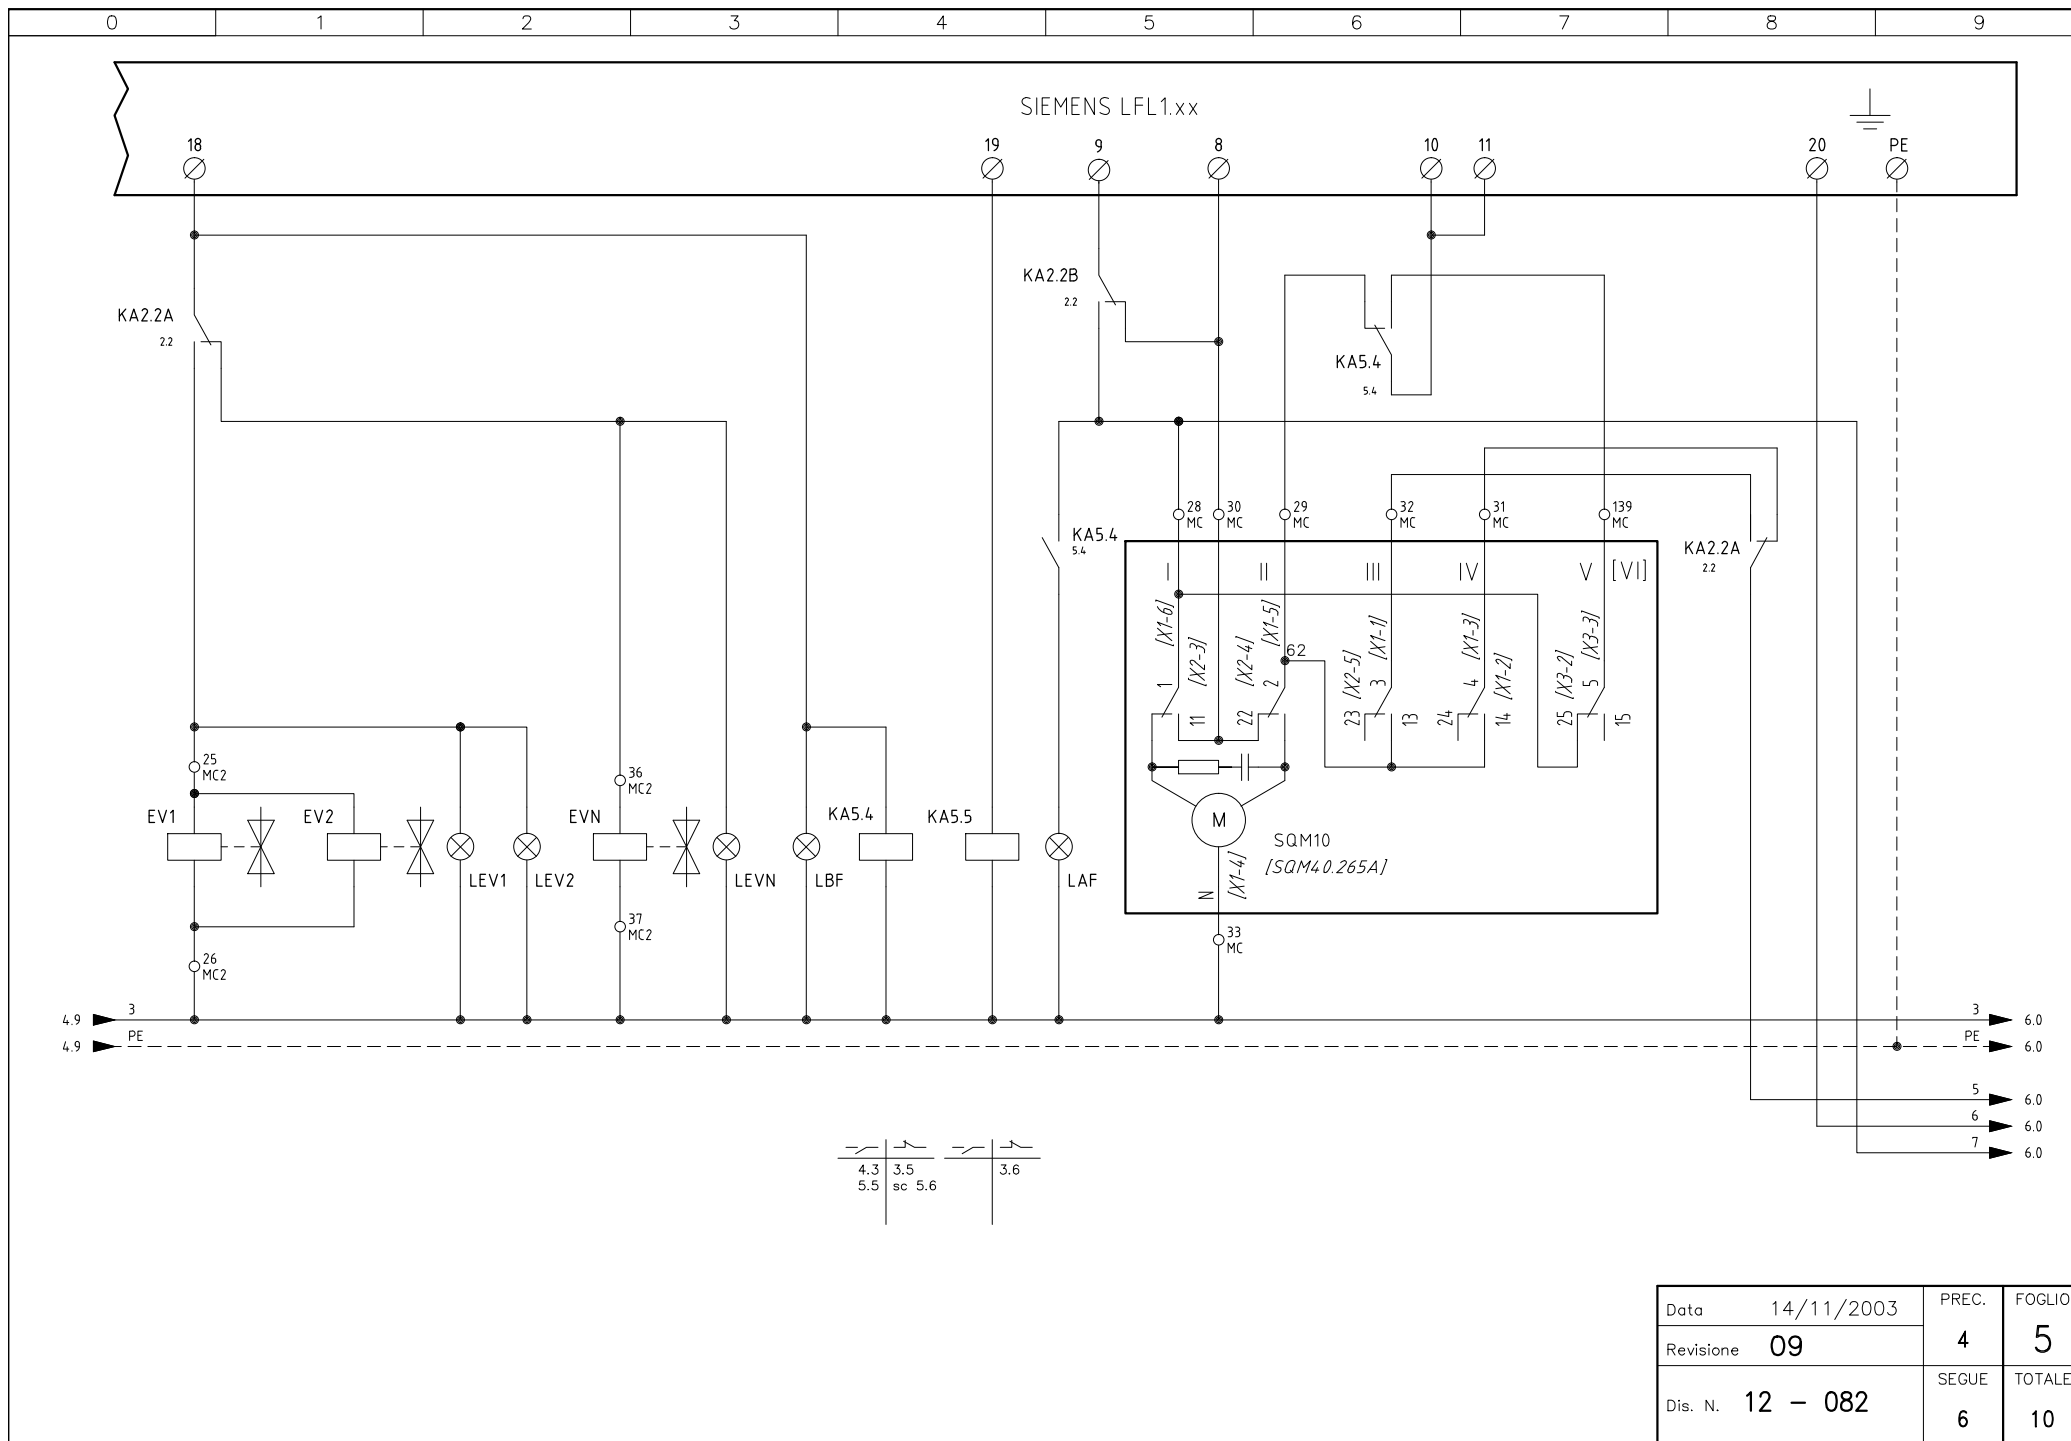 0 1 2 3 4 5 6 7 8 9
SIEMENS LFL1.xx
18 19 9 8 10 11 20 PE
KA2.2B
2.2
KA2.2A
2.2
KA5.4
5.4
28 30 29 32 31 139
MC MC MC MC MC MC
KA5.4
5.4
KA2.2A
2.2
I II III IV V [VI]
[X1-6] [X2-3] [X2-4] [X1-5] [X2-5] [X1-1] [X1-3] [X1-2] [X3-2] [X3-3]
62
1 2 3 4 5
11 22 23 13 24 14 25 15
25
MC2
36
MC2
EV1 EV2 EVN KA5.4 KA5.5
M
SQM10
[SQM40.265A]
LEV1 LEV2 LEVN LBF LAF
N [X1-4]
37
MC2
33
MC
26
MC2
4.9 3 3 6.0
4.9 PE PE 6.0
5 6.0
6 6.0
7 6.0
4.3 3.5 3.6
5.5 sc 5.6
Data 14/11/2003 PREC. FOGLIO
Revisione 09 4 5
SEGUE TOTALE
Dis. N. 12 - 082 6 10